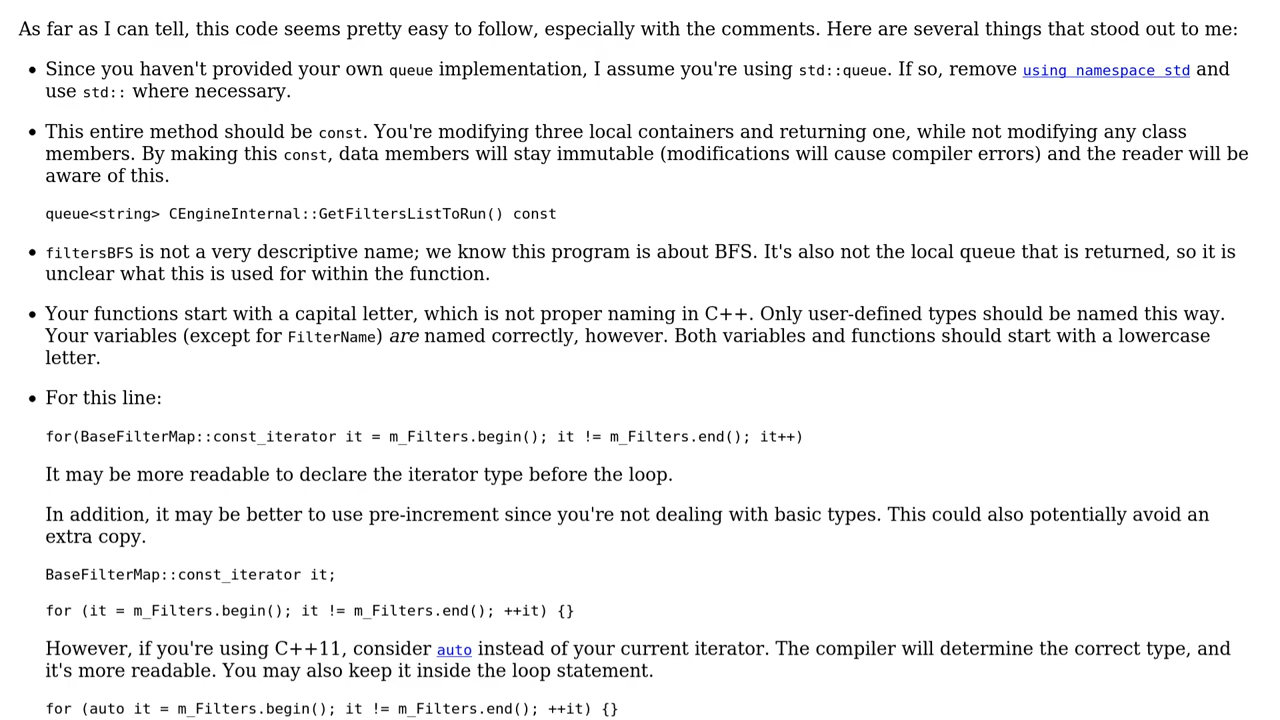 As far as I can tell, this code seems pretty easy to follow, especially with the comments. Here are several things that stood out to me:
• Since you haven't provided your own queue implementation, I assume you're using std::queue. If so, remove using namespace std and
use std:: where necessary.
• This entire method should be const. You're modifying three local containers and returning one, while not modifying any class
members. By making this const, data members will stay immutable (modifications will cause compiler errors) and the reader will be
aware of this.
queue<string> CEngineInternal::GetFiltersListToRun() const
• filtersBFS is not a very descriptive name; we know this program is about BFS. It's also not the local queue that is returned, so it is
unclear what this is used for within the function.
• Your functions start with a capital letter, which is not proper naming in C++. Only user-defined types should be named this way.
Your variables (except for FilterName) are named correctly, however. Both variables and functions should start with a lowercase
letter.
• For this line:
for(BaseFilterMap::const_iterator it = m_Filters.begin(); it != m_Filters.end(); it++)
It may be more readable to declare the iterator type before the loop.
In addition, it may be better to use pre-increment since you're not dealing with basic types. This could also potentially avoid an
extra copy.
BaseFilterMap::const_iterator it;
for (it = m_Filters.begin(); it != m_Filters.end(); ++it) {}
However, if you're using C++11, consider auto instead of your current iterator. The compiler will determine the correct type, and
it's more readable. You may also keep it inside the loop statement.
for (auto it = m_Filters.begin(); it != m_Filters.end(); ++it) {}